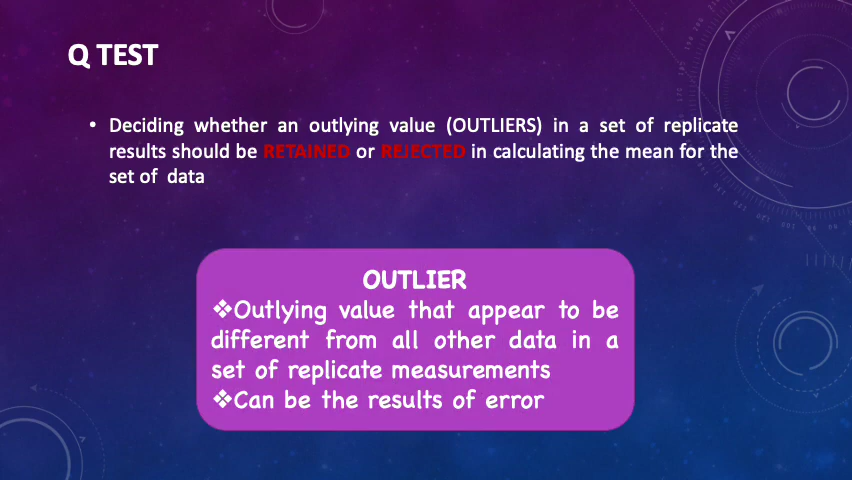 Q TEST
• Deciding whether an outlying value (OUTLIERS) in a set of replicate
results should be RETAINED or REJECTED in calculating the mean for the
set of data
OUTLIER
❖Outlying value that appear to be
different from all other data in a
set of replicate measurements
❖Can be the results of error